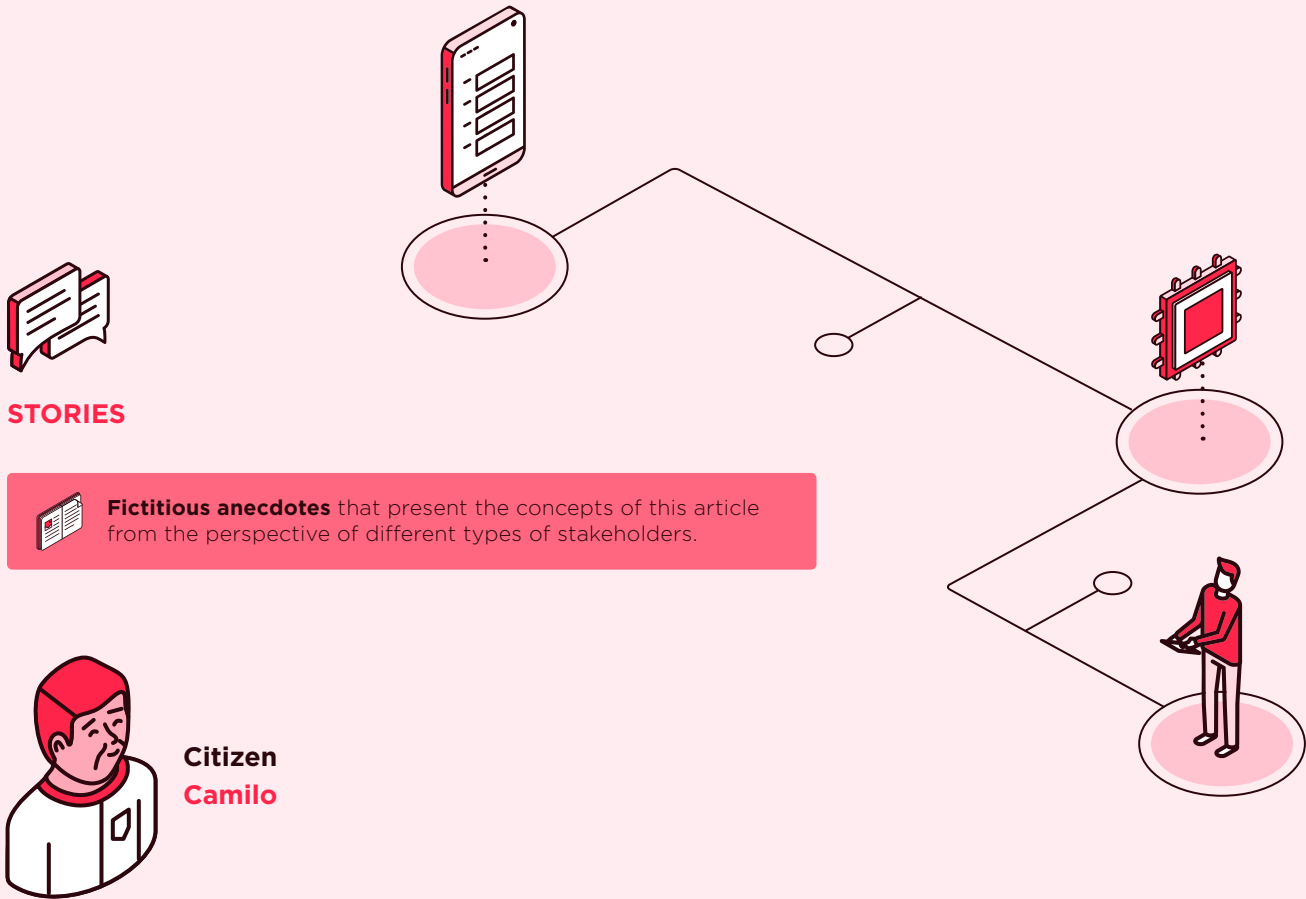 STORIES
Fictitious anecdotes that present the concepts of this article
from the perspective of different types of stakeholders.
Citizen
Camilo